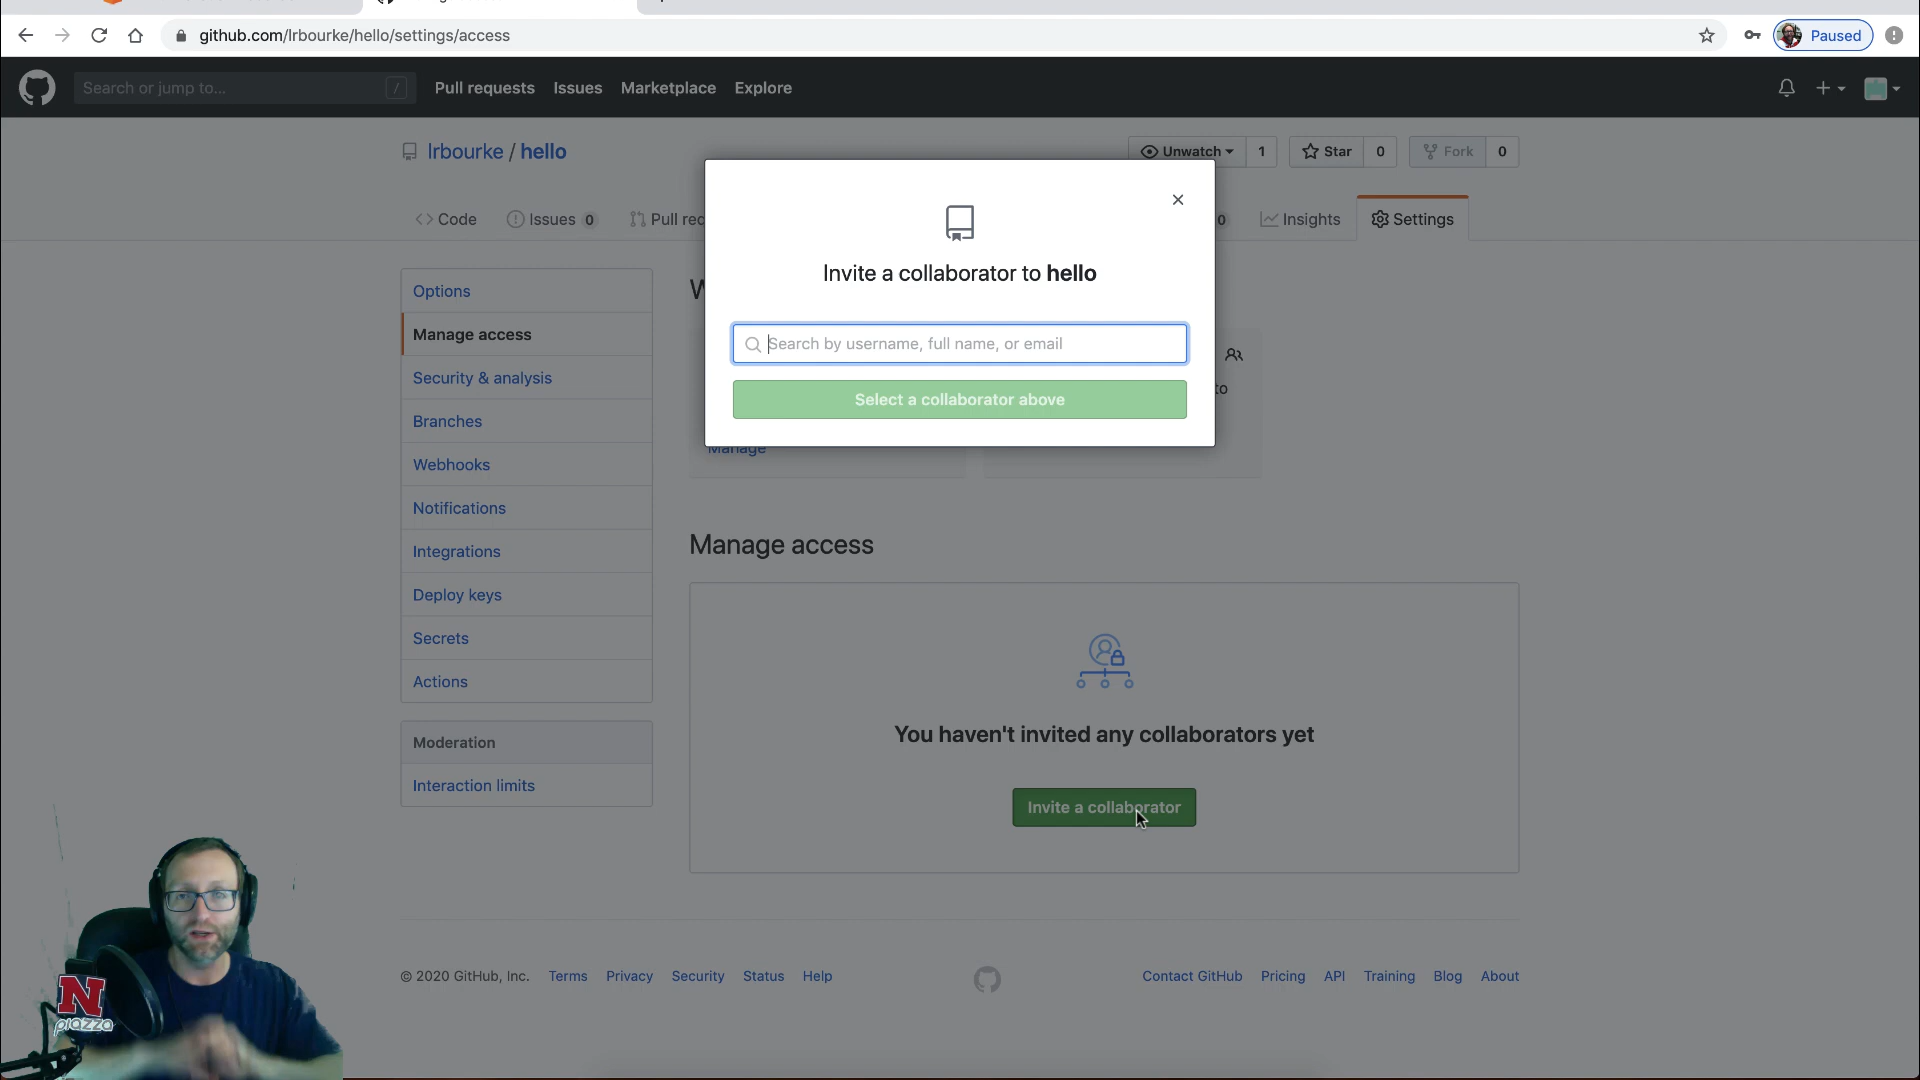 github.com/lrbourke/hello/settings/access
Paused
Search or jump to...
/
Pull requests
Issues
Marketplace
Explore
lrbourke / hello
Unwatch
1
Star
0
Fork
0
Code
Issues 0
Pull req
0
Insights
Settings
Invite a collaborator to hello
Search by username, full name, or email
Select a collaborator above
W
to
Manage
Options
Manage access
Security & analysis
Branches
Webhooks
Notifications
Integrations
Deploy keys
Secrets
Actions
Moderation
Interaction limits
Manage access
You haven't invited any collaborators yet
Invite a collaborator
© 2020 GitHub, Inc.
Terms
Privacy
Security
Status
Help
Contact GitHub
Pricing
API
Training
Blog
About
N
piazza